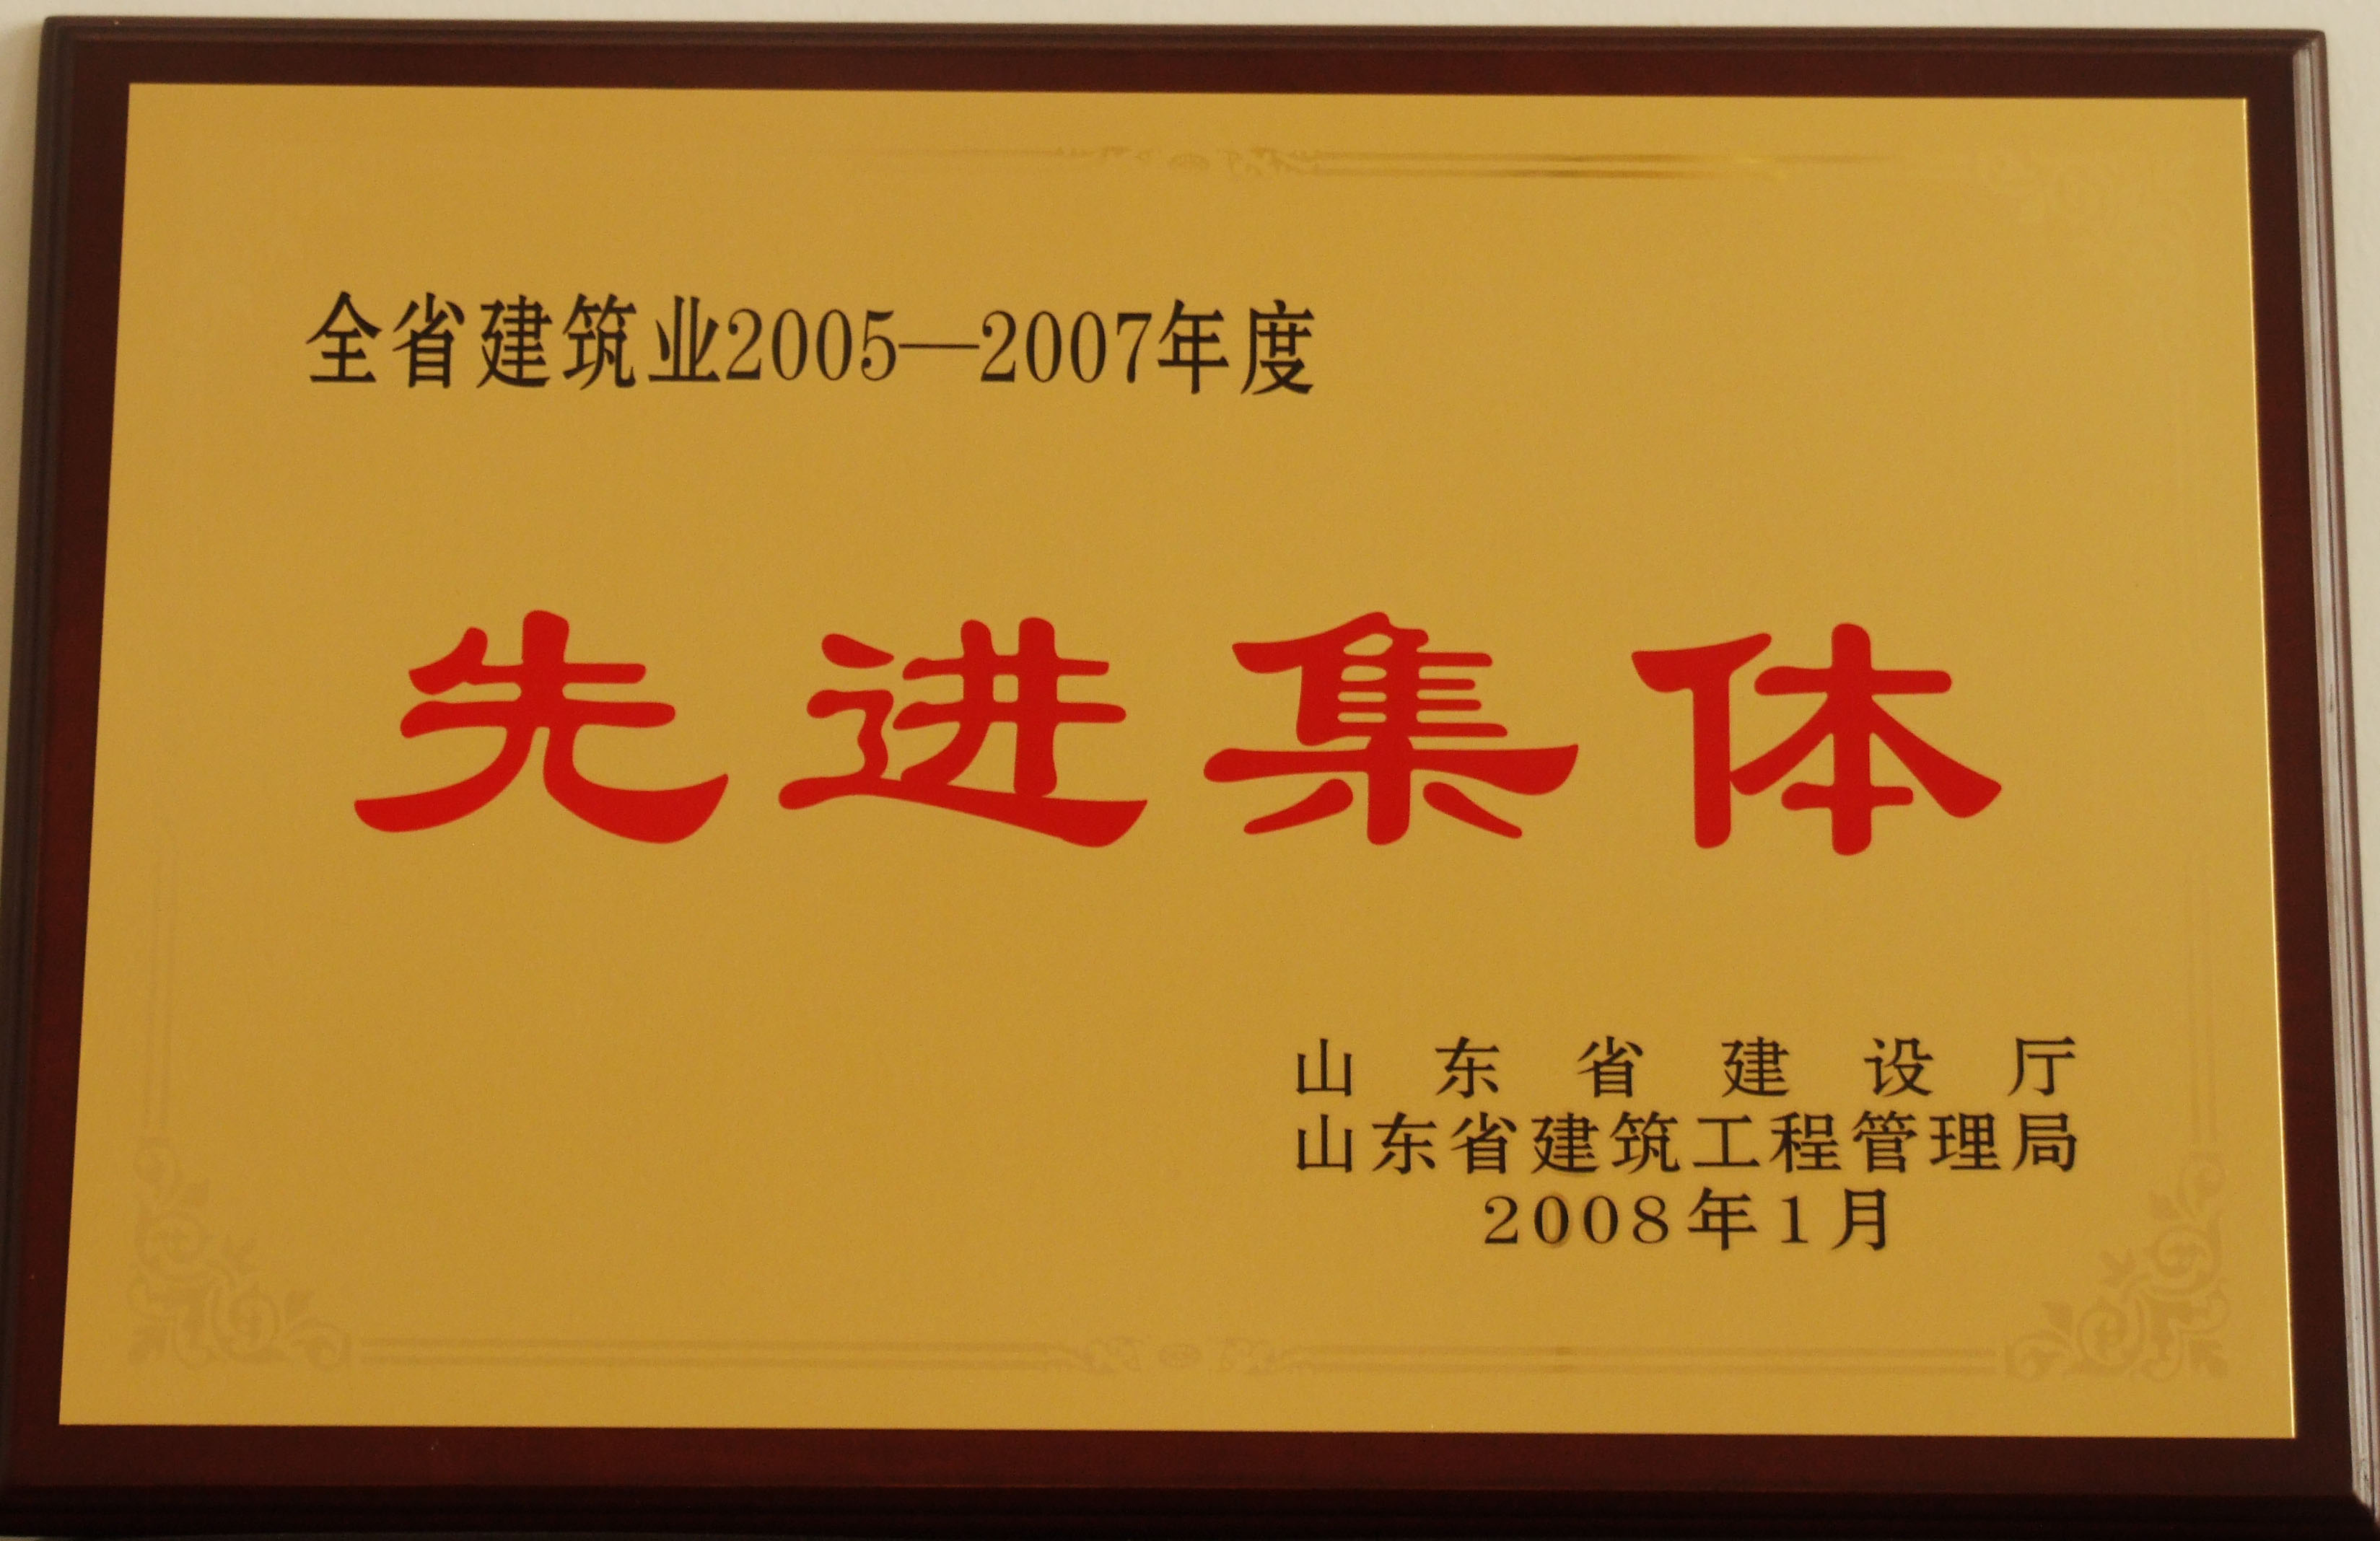 全省建筑业2005—2007年度
先进集体
山东省建设厅
山东省建筑工程管理局
2008年1月